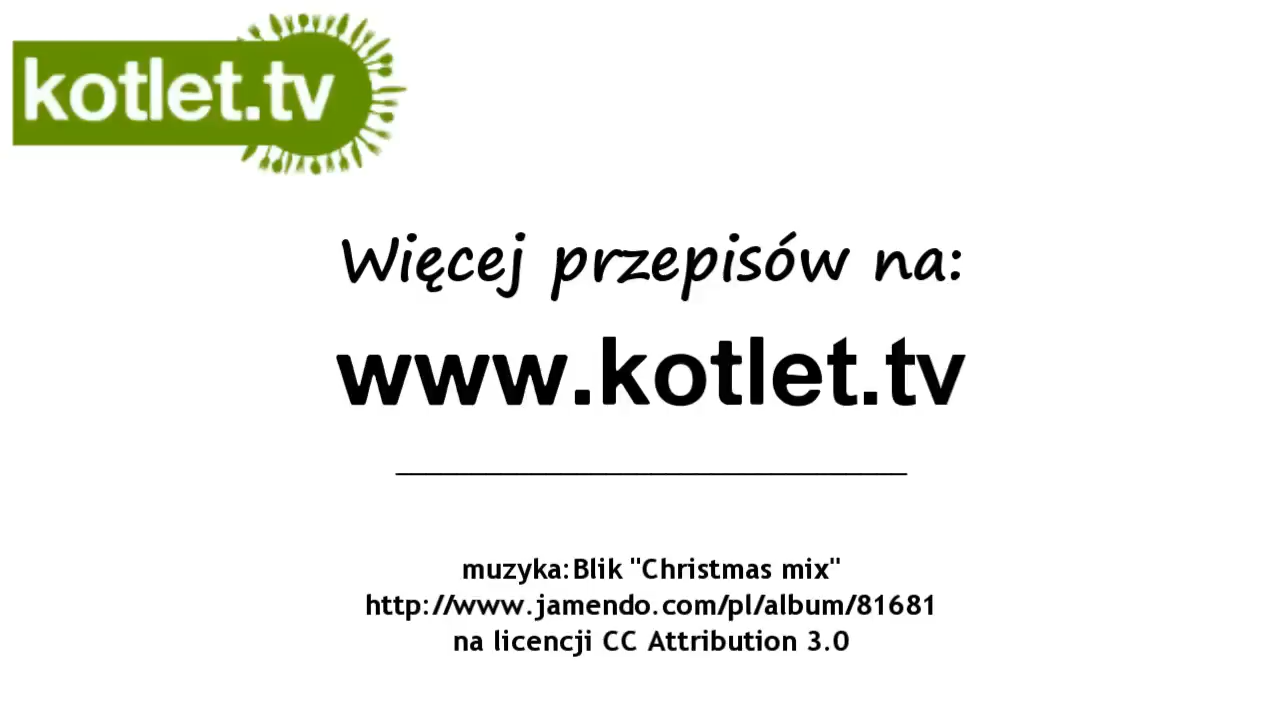 kotlet.tv
Więcej przepisów na:
www.kotlet.tv
muzyka:Blik "Christmas mix"
http://www.jamendo.com/pl/album/81681
na licencji CC Attribution 3.0